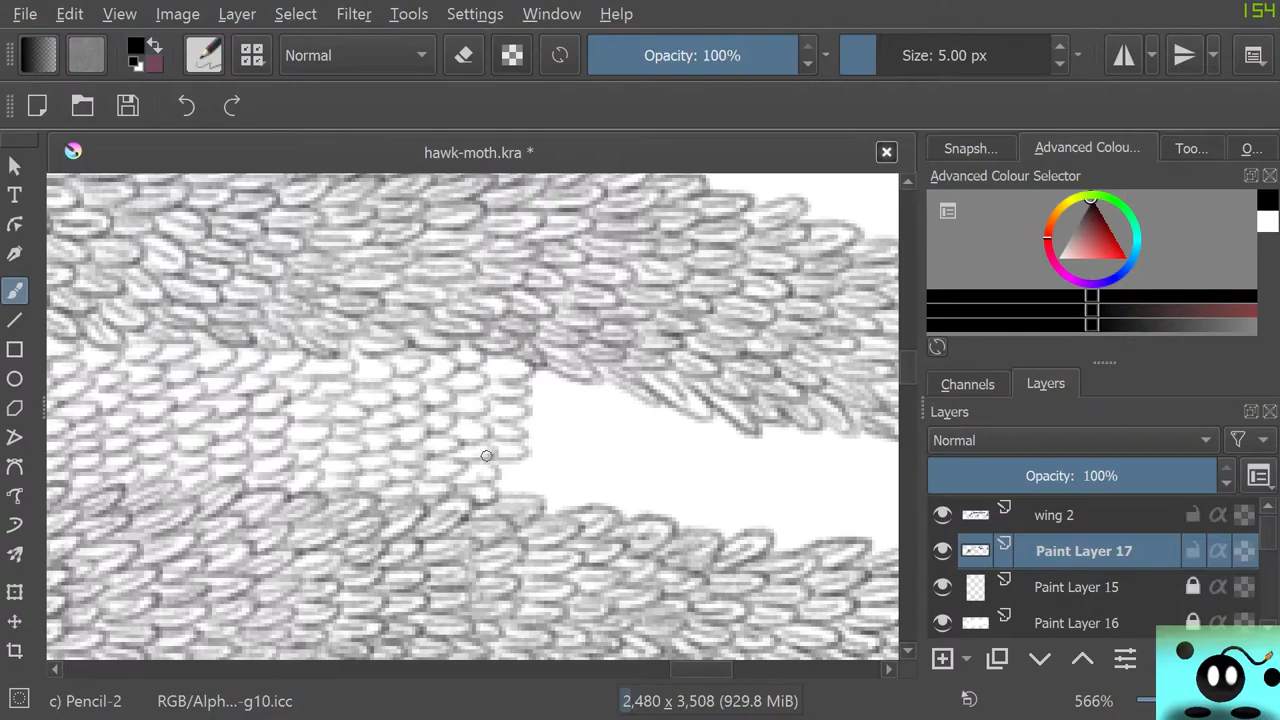 File Edit View Image Layer Select Filter Tools Settings Window Help 154
Normal Opacity: 100% Size: 5.00 px
hawk-moth.kra *
Snapsh... Advanced Colou... Too... O...
Advanced Colour Selector
Channels Layers
Layers
Normal
Opacity: 100%
wing 2
Paint Layer 17
Paint Layer 15
Paint Layer 16
c) Pencil-2 RGB/Alph...-g10.icc 2,480 x 3,508 (929.8 MiB) 566%